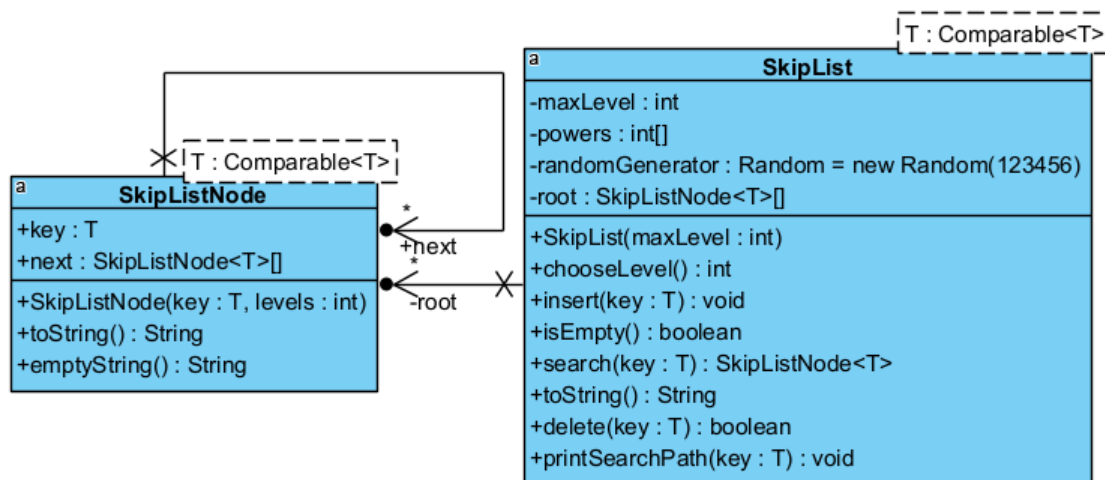 T : Comparable<T>
a
SkipListNode
+key : T
+next : SkipListNode<T>[]
+SkipListNode(key : T, levels : int)
+toString() : String
+emptyString() : String
*
+next
*
-root
T : Comparable<T>
a
SkipList
-maxLevel : int
-powers : int[]
-randomGenerator : Random = new Random(123456)
-root : SkipListNode<T>[]
+SkipList(maxLevel : int)
+chooseLevel() : int
+insert(key : T) : void
+isEmpty() : boolean
+search(key : T) : SkipListNode<T>
+toString() : String
+delete(key : T) : boolean
+printSearchPath(key : T) : void